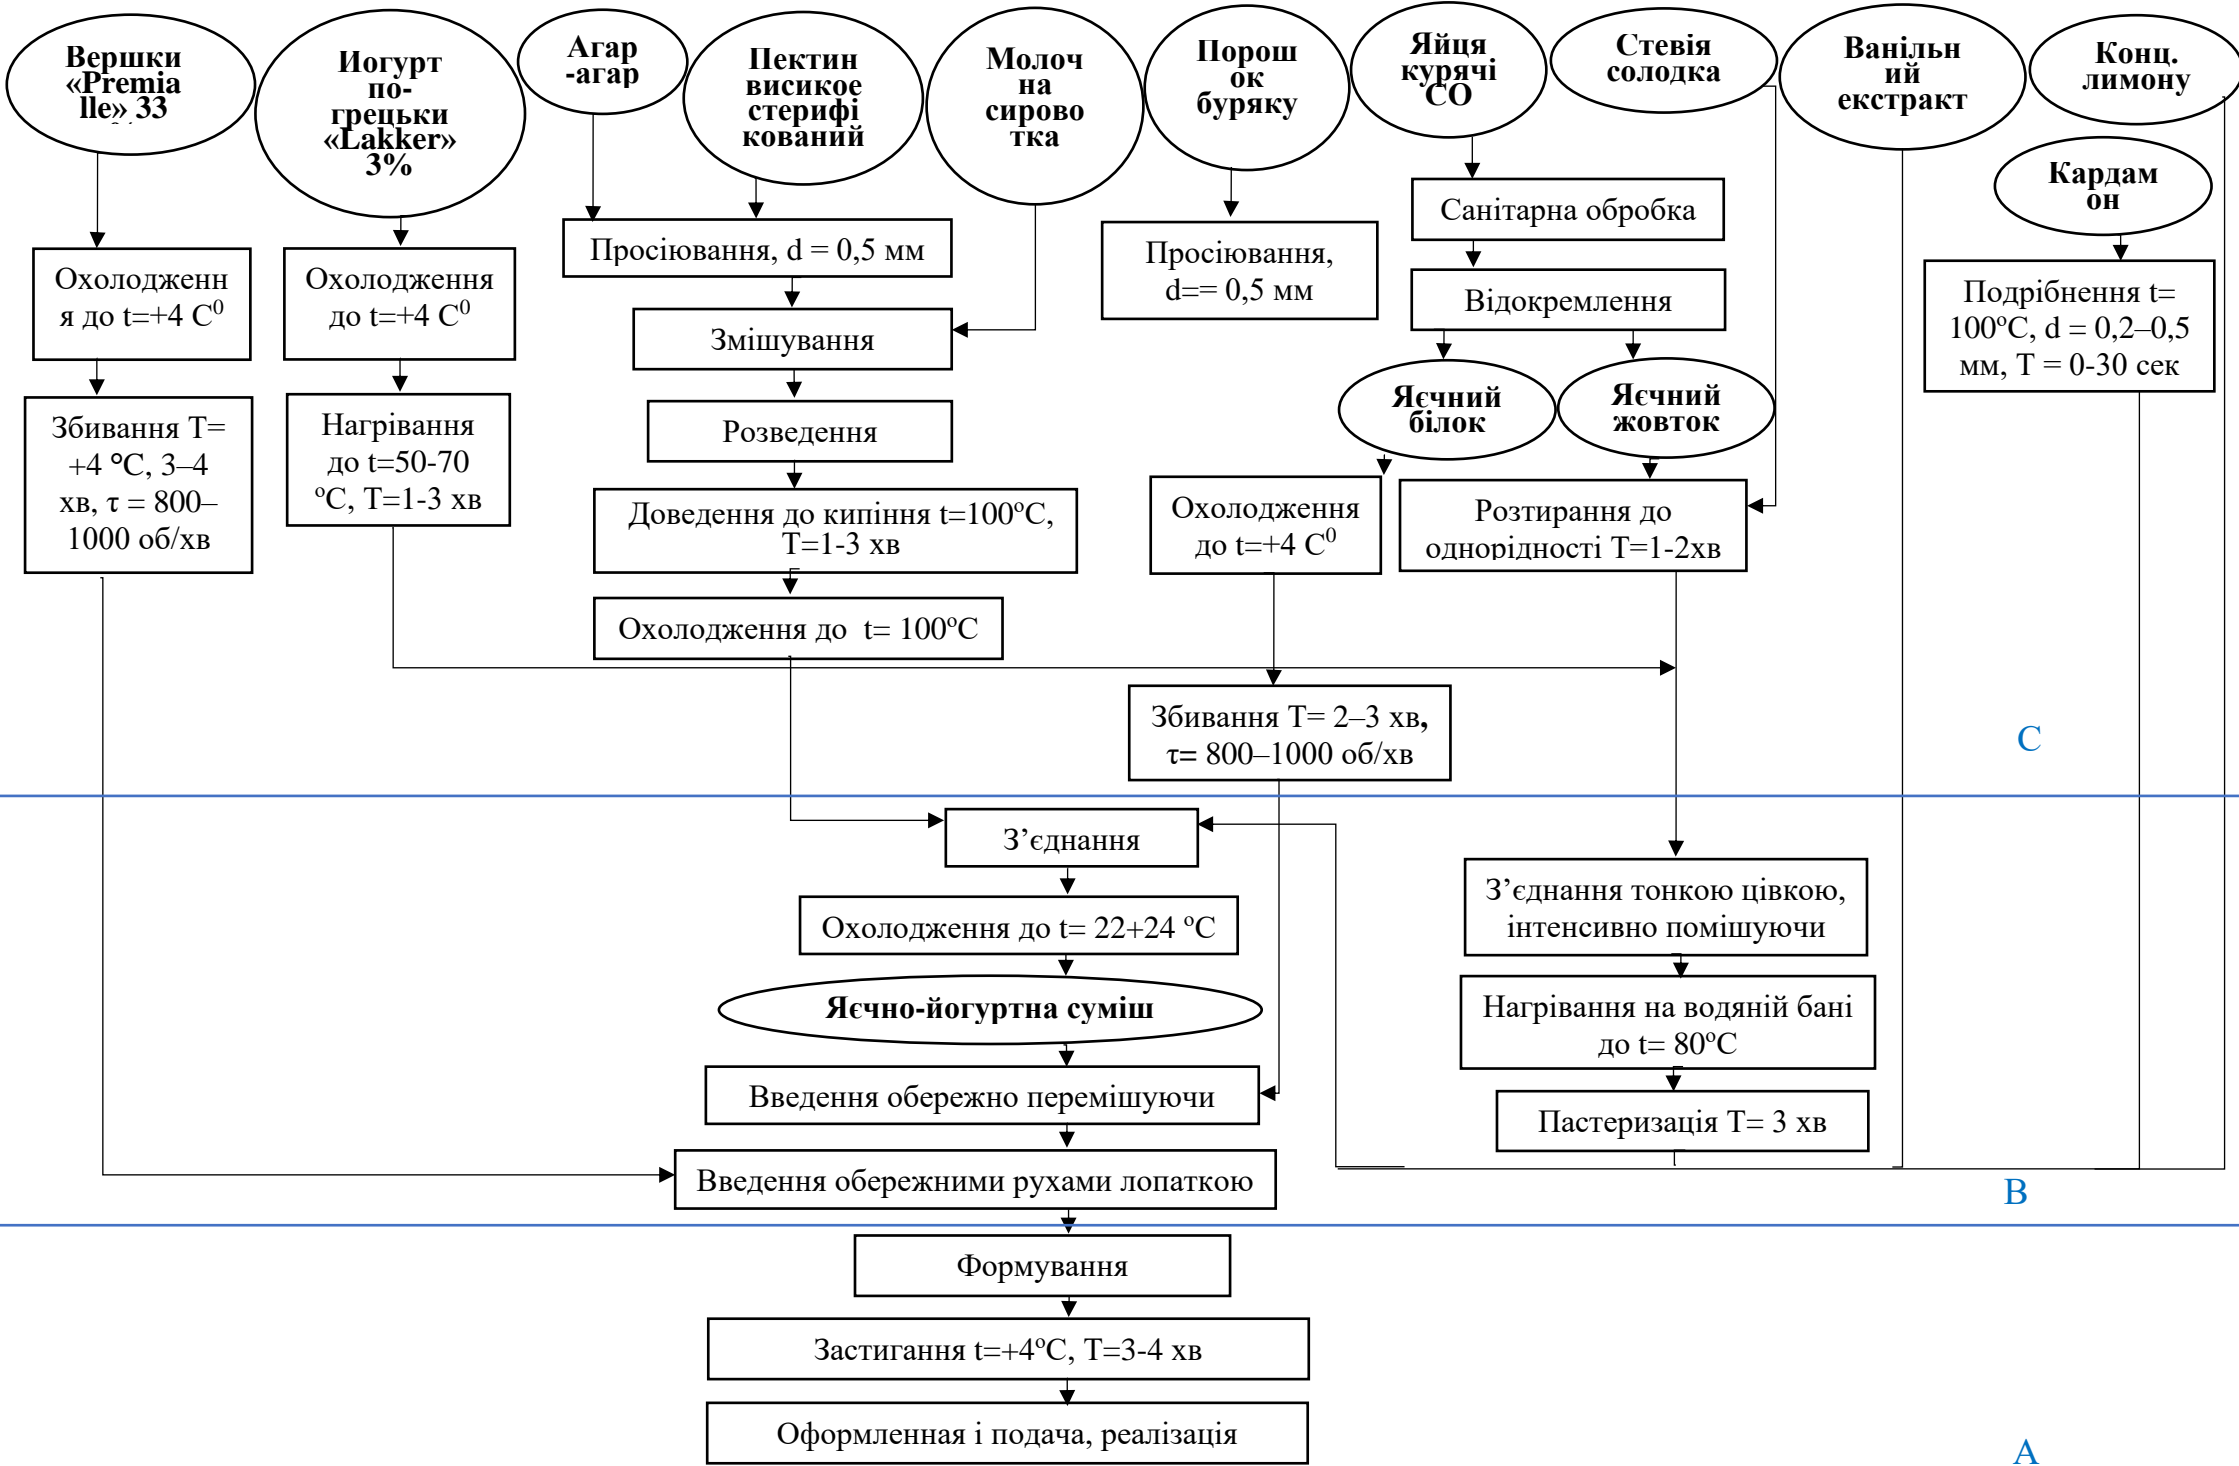 Вершки
«Premia
lle» 33
%
Иогурт
по-
грецьки
«Lakker»
3%
Агар
-агар
Пектин
висикое
стерифі
кований
Молоч
на
сирово
тка
Порош
ок
буряку
Яйця
курячі
СО
Стевія
солодка
Ванільн
ий
екстракт
Конц.
лимону
Кардам
он
Охолодженн
я до t=+4 C⁰
Охолодження
до t=+4 C⁰
Просіювання, d = 0,5 мм
Просіювання,
d== 0,5 мм
Санітарна обробка
Відокремлення
Подрібнення t=
100ºС, d = 0,2–0,5
мм, Т = 0-30 сек
Змішування
Яєчний
білок
Яєчний
жовток
Збивання Т=
+4 ºС, 3–4
хв, τ = 800–
1000 об/хв
Нагрівання
до t=50-70
ºС, Т=1-3 хв
Розведення
Доведення до кипіння t=100ºС,
Т=1-3 хв
Охолодження
до t=+4 C⁰
Розтирання до
однорідності Т=1-2хв
Охолодження до t= 100ºС
Збивання Т= 2–3 хв,
τ= 800–1000 об/хв
С
З’єднання
З’єднання тонкою цівкою,
інтенсивно помішуючи
Охолодження до t= 22+24 ºС
Яєчно-йогуртна суміш
Нагрівання на водяній бані
до t= 80ºС
Введення обережно перемішуючи
Пастеризація Т= 3 хв
Введення обережними рухами лопаткою
В
Формування
Застигання t=+4ºС, Т=3-4 хв
Оформленная і подача, реалізація
А